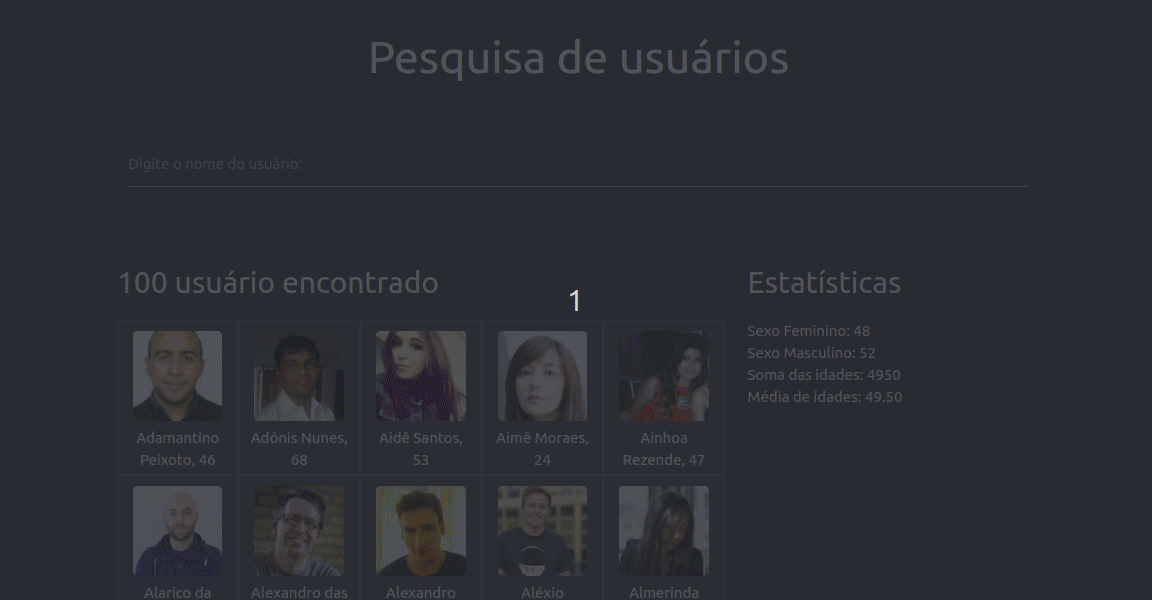 Pesquisa de usuários
Digite o nome do usuário:
100 usuário encontrado
1
Estatísticas
Sexo Feminino: 48
Sexo Masculino: 52
Soma das idades: 4950
Média de idades: 49.50
Adamantino
Peixoto, 46
Adónis Nunes,
68
Aidê Santos,
53
Aimê Moraes,
24
Ainhoa
Rezende, 47
Alarico da
Alexandro das
Alexandro
Aléxio
Almerinda